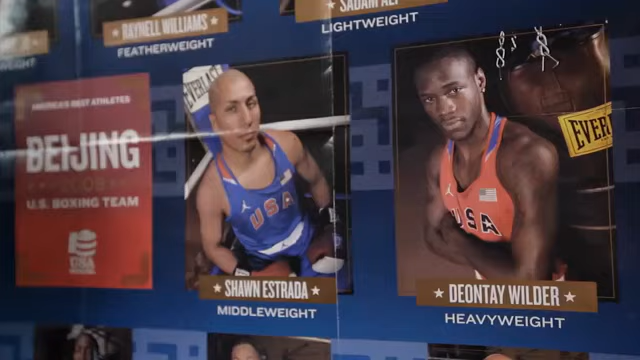 RAYNELL WILLIAMS
FEATHERWEIGHT
LIGHTWEIGHT
AMERICA'S BEST ATHLETES
BEIJING
U.S. BOXING TEAM
EVERLAST
USA
SHAWN ESTRADA
MIDDLEWEIGHT
EVER
USA
DEONTAY WILDER
HEAVYWEIGHT